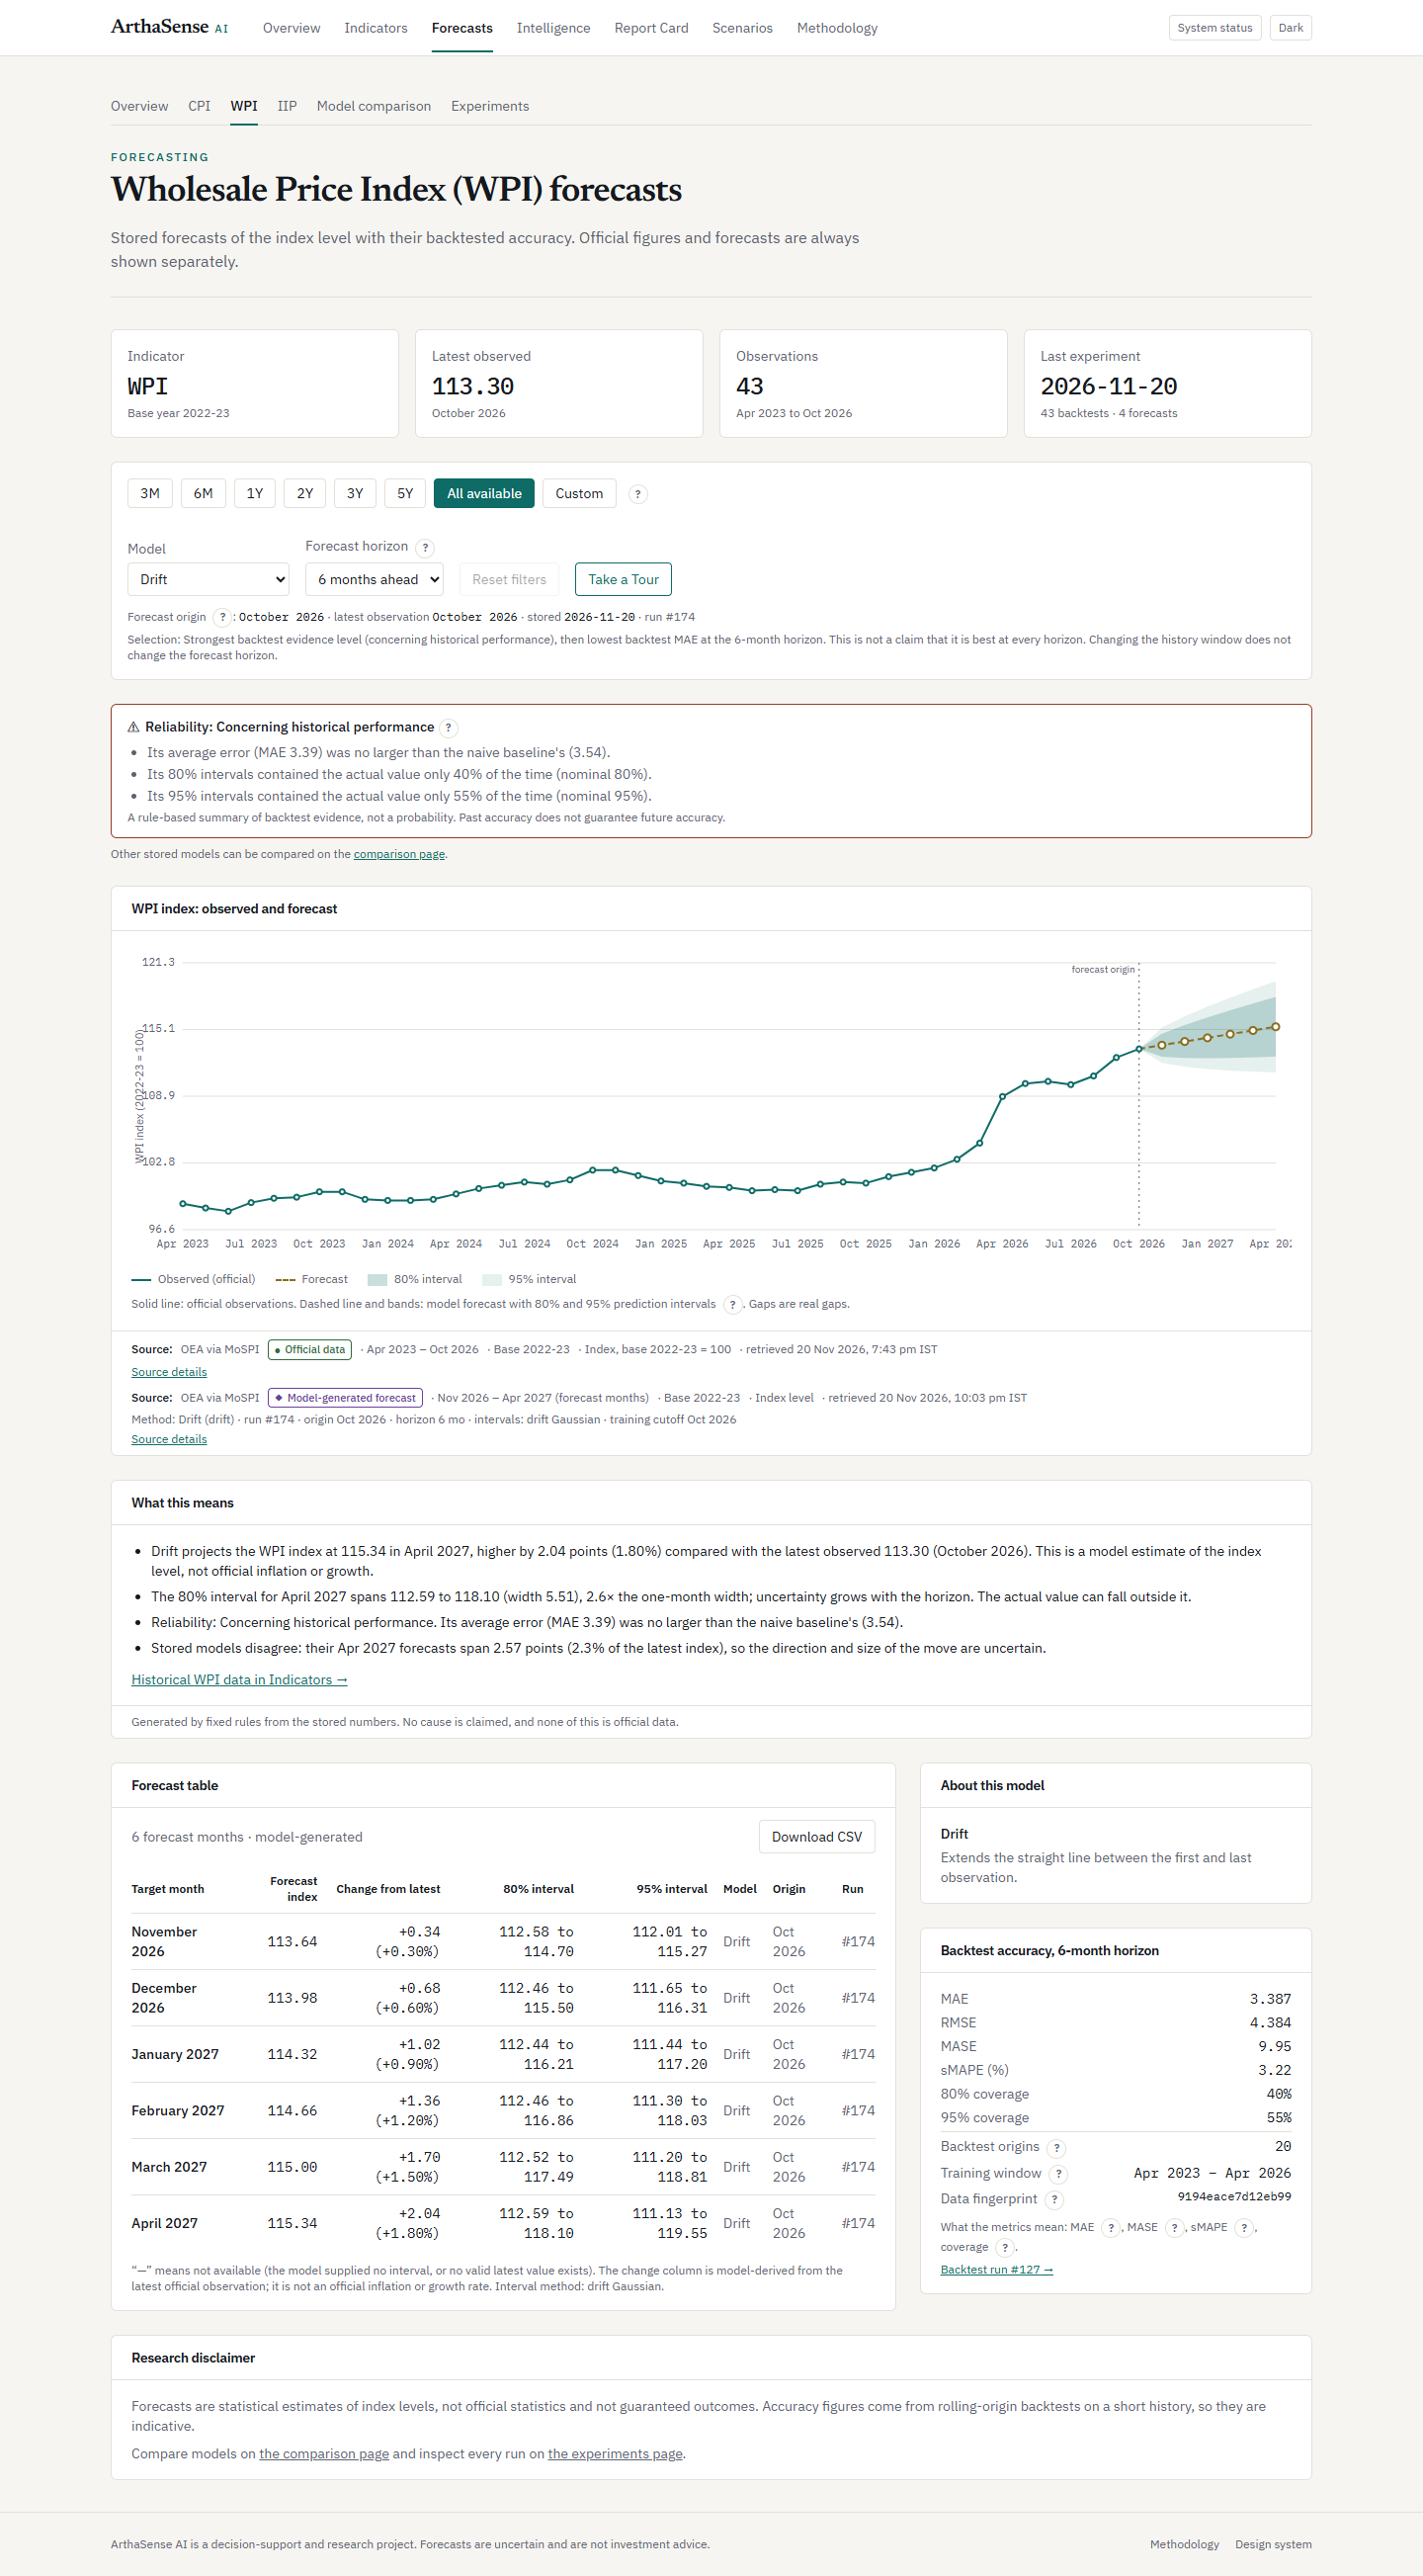 ArthaSense AI
Overview
Indicators
Forecasts
Intelligence
Report Card
Scenarios
Methodology
System status
Dark
Overview
CPI
WPI
IIP
Model comparison
Experiments
FORECASTING
Wholesale Price Index (WPI) forecasts
Stored forecasts of the index level with their backtested accuracy. Official figures and forecasts are always
shown separately.
Indicator
WPI
Base year 2022-23
Latest observed
113.30
October 2026
Observations
43
Apr 2023 to Oct 2026
Last experiment
2026-11-20
43 backtests · 4 forecasts
3M
6M
1Y
2Y
3Y
5Y
All available
Custom
?
Model
Forecast horizon ?
Drift
6 months ahead
Reset filters
Take a Tour
Forecast origin ? : October 2026 · latest observation October 2026 · stored 2026-11-20 · run #174
Selection: Strongest backtest evidence level (concerning historical performance), then lowest backtest MAE at the 6-month horizon. This is not a claim that it is best at every horizon. Changing the history window does not
change the forecast horizon.
⚠ Reliability: Concerning historical performance ?
• Its average error (MAE 3.39) was no larger than the naive baseline's (3.54).
• Its 80% intervals contained the actual value only 40% of the time (nominal 80%).
• Its 95% intervals contained the actual value only 55% of the time (nominal 95%).
A rule-based summary of backtest evidence, not a probability. Past accuracy does not guarantee future accuracy.
Other stored models can be compared on the comparison page.
WPI index: observed and forecast
WPI index (2022-23 = 100)
121.3
115.1
108.9
102.8
96.6
forecast origin
Apr 2023 Jul 2023 Oct 2023 Jan 2024 Apr 2024 Jul 2024 Oct 2024 Jan 2025 Apr 2025 Jul 2025 Oct 2025 Jan 2026 Apr 2026 Jul 2026 Oct 2026 Jan 2027 Apr
Observed (official)
Forecast
80% interval
95% interval
Solid line: official observations. Dashed line and bands: model forecast with 80% and 95% prediction intervals ? . Gaps are real gaps.
Source: OEA via MoSPI ● Official data · Apr 2023 – Oct 2026 · Base 2022-23 · Index, base 2022-23 = 100 · retrieved 20 Nov 2026, 7:43 pm IST
Source details
Source: OEA via MoSPI ◆ Model-generated forecast · Nov 2026 – Apr 2027 (forecast months) · Base 2022-23 · Index level · retrieved 20 Nov 2026, 10:03 pm IST
Method: Drift (drift) · run #174 · origin Oct 2026 · horizon 6 mo · intervals: drift Gaussian · training cutoff Oct 2026
Source details
What this means
• Drift projects the WPI index at 115.34 in April 2027, higher by 2.04 points (1.80%) compared with the latest observed 113.30 (October 2026). This is a model estimate of the index
level, not official inflation or growth.
• The 80% interval for April 2027 spans 112.59 to 118.10 (width 5.51), 2.6× the one-month width; uncertainty grows with the horizon. The actual value can fall outside it.
• Reliability: Concerning historical performance. Its average error (MAE 3.39) was no larger than the naive baseline's (3.54).
• Stored models disagree: their Apr 2027 forecasts span 2.57 points (2.3% of the latest index), so the direction and size of the move are uncertain.
Historical WPI data in Indicators →
Generated by fixed rules from the stored numbers. No cause is claimed, and none of this is official data.
Forecast table
6 forecast months · model-generated
Download CSV
Target month Forecast index Change from latest 80% interval 95% interval Model Origin Run
November 2026 113.64 +0.34 (+0.30%) 112.58 to 114.70 112.01 to 115.27 Drift Oct 2026 #174
December 2026 113.98 +0.68 (+0.60%) 112.46 to 115.50 111.65 to 116.31 Drift Oct 2026 #174
January 2027 114.32 +1.02 (+0.90%) 112.44 to 116.21 111.44 to 117.20 Drift Oct 2026 #174
February 2027 114.66 +1.36 (+1.20%) 112.46 to 116.86 111.30 to 118.03 Drift Oct 2026 #174
March 2027 115.00 +1.70 (+1.50%) 112.52 to 117.49 111.20 to 118.81 Drift Oct 2026 #174
April 2027 115.34 +2.04 (+1.80%) 112.59 to 118.10 111.13 to 119.55 Drift Oct 2026 #174
“—” means not available (the model supplied no interval, or no valid latest value exists). The change column is model-derived from the
latest official observation; it is not an official inflation or growth rate. Interval method: drift Gaussian.
About this model
Drift
Extends the straight line between the first and last
observation.
Backtest accuracy, 6-month horizon
MAE 3.387
RMSE 4.384
MASE 9.95
sMAPE (%) 3.22
80% coverage 40%
95% coverage 55%
Backtest origins ? 20
Training window ? Apr 2023 – Apr 2026
Data fingerprint ? 9194eace7d12eb99
What the metrics mean: MAE ? , MASE ? , sMAPE ? ,
coverage ? .
Backtest run #127 →
Research disclaimer
Forecasts are statistical estimates of index levels, not official statistics and not guaranteed outcomes. Accuracy figures come from rolling-origin backtests on a short history, so they are
indicative.
Compare models on the comparison page and inspect every run on the experiments page.
ArthaSense AI is a decision-support and research project. Forecasts are uncertain and are not investment advice.
Methodology
Design system